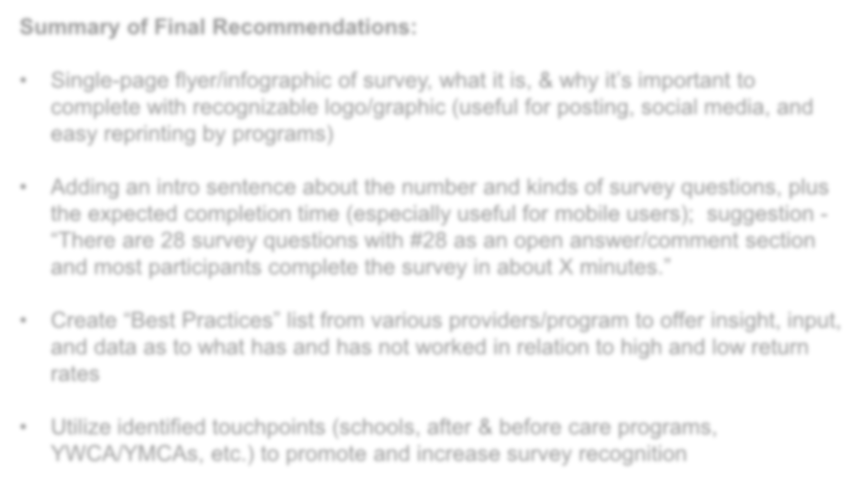 Summary of Final Recommendations:
• Single-page flyer/infographic of survey, what it is, & why it's important to
complete with recognizable logo/graphic (useful for posting, social media, and
easy reprinting by programs)
• Adding an intro sentence about the number and kinds of survey questions, plus
the expected completion time (especially useful for mobile users);  suggestion -
“There are 28 survey questions with #28 as an open answer/comment section
and most participants complete the survey in about X minutes.”
• Create “Best Practices” list from various providers/program to offer insight, input,
and data as to what has and has not worked in relation to high and low return
rates
• Utilize identified touchpoints (schools, after & before care programs,
YWCA/YMCAs, etc.) to promote and increase survey recognition